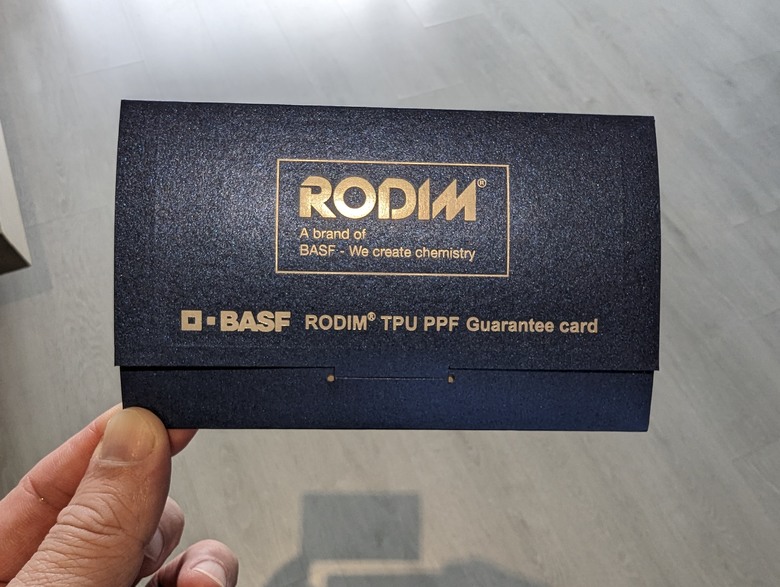 RODIM®
A brand of
BASF - We create chemistry
BASF RODIM® TPU PPF Guarantee card